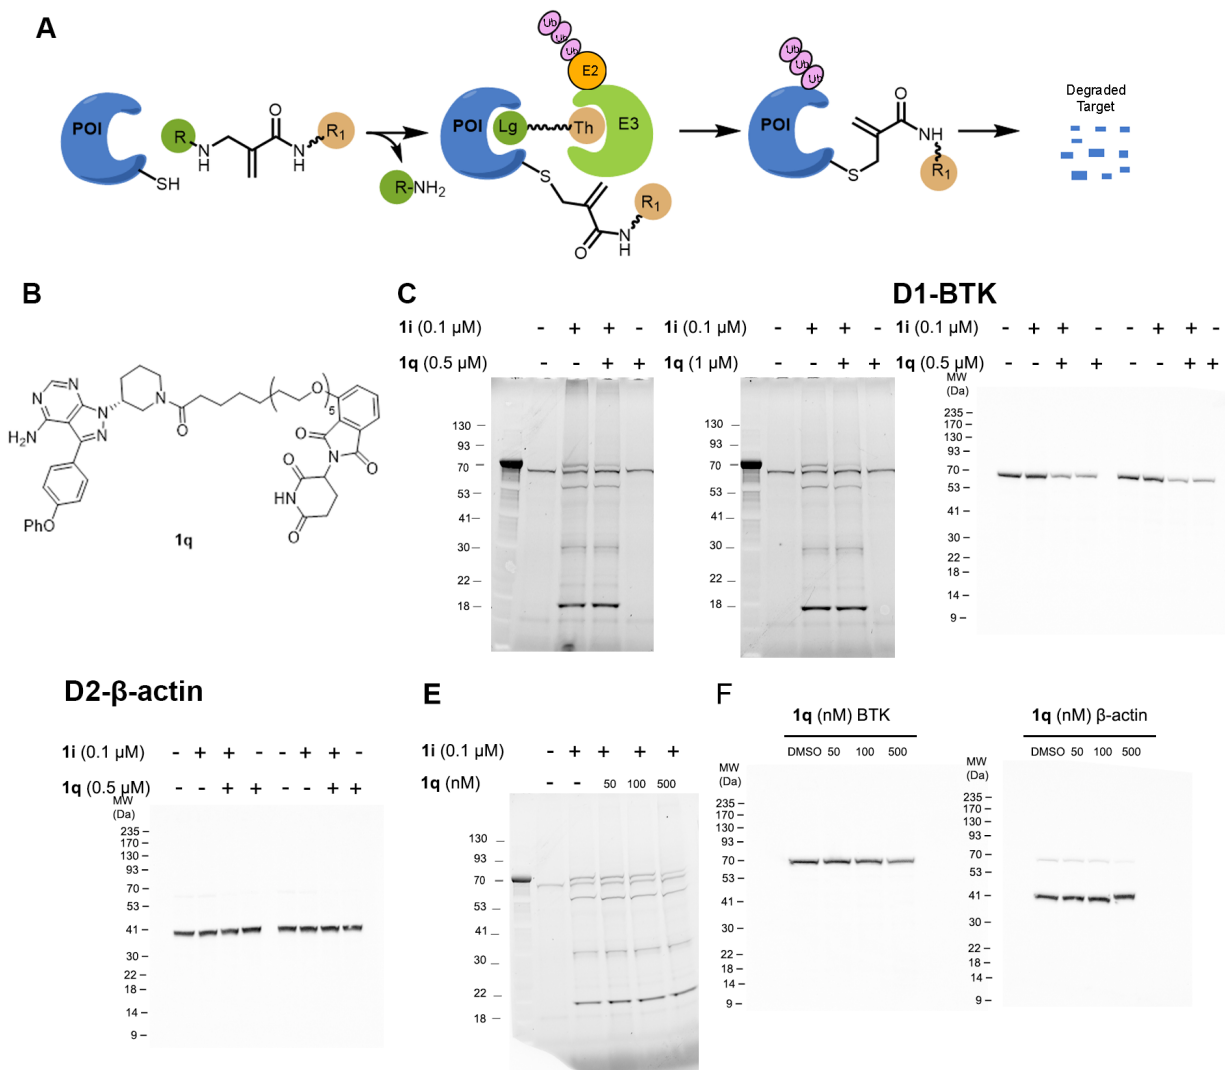 A
Ub
Ub
Ub
E2
POI
R
N
H
O
N
H
R1
SH
R-NH2
POI
Lg
Th
E3
S
O
N
H
R1
Ub
Ub
Ub
POI
S
O
NH
R1
Degraded
Target
B
N
N
H2N
N
N
N
O
O
5
O
N
O
O
HN
O
PhO
1q
C
1i (0.1 µM) - + + -
1q (0.5 µM) - - + +
130
93
70
53
41
30
22
18
1i (0.1 µM) - + + -
1q (1 µM) - - + +
130
93
70
53
41
30
22
18
D1-BTK
1i (0.1 µM) - + + - - + + -
1q (0.5 µM) - - + + - - + +
MW
(Da)
235
170
130
93
70
53
41
30
22
18
14
9
D2-β-actin
1i (0.1 µM) - + + - - + + -
1q (0.5 µM) - - + + - - + +
MW
(Da)
235
170
130
93
70
53
41
30
22
18
14
9
E
1i (0.1 µM) - + + + +
1q (nM) - - 50 100 500
130
93
70
53
41
30
22
18
F
1q (nM) BTK
DMSO 50 100 500
MW
(Da)
235
170
130
93
70
53
41
30
22
18
14
9
1q (nM) β-actin
DMSO 50 100 500
MW
(Da)
235
170
130
93
70
53
41
30
22
18
14
9